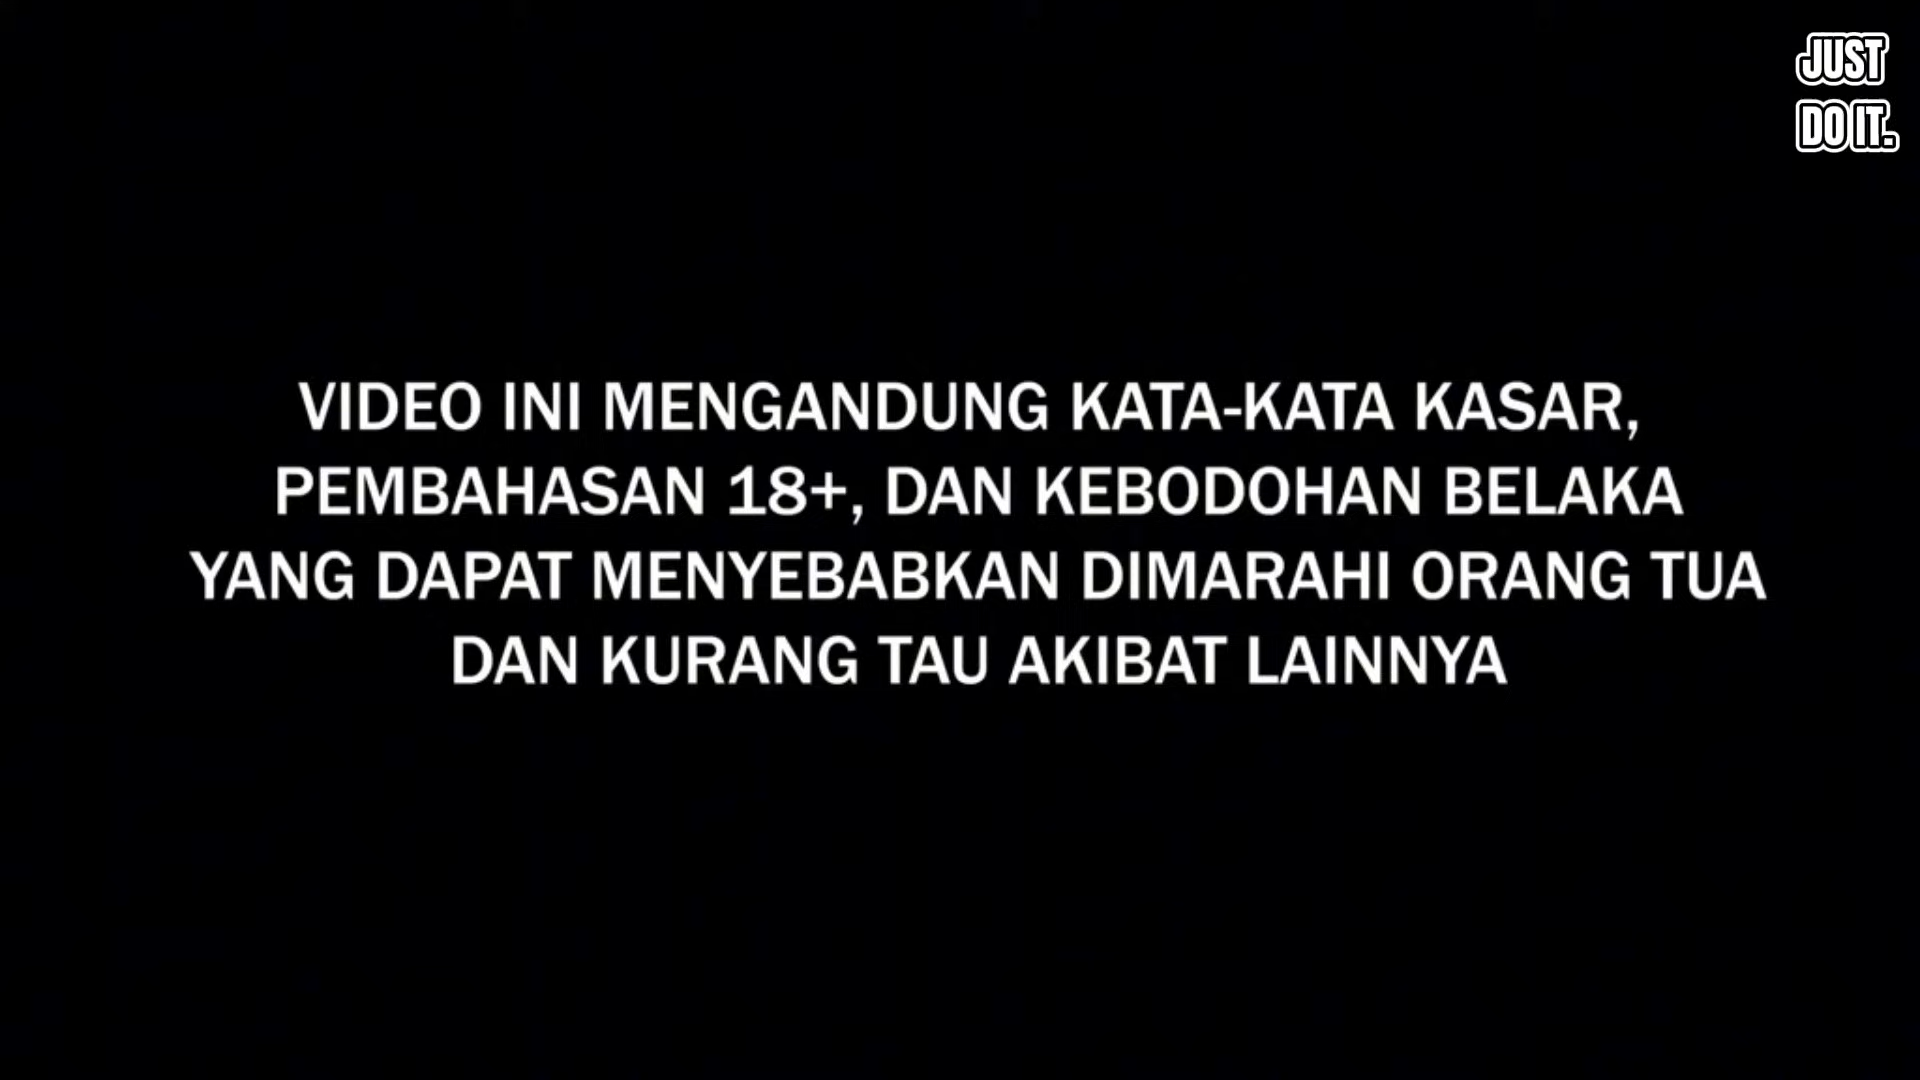 JUST
DO IT.
VIDEO INI MENGANDUNG KATA-KATA KASAR,
PEMBAHASAN 18+, DAN KEBODOHAN BELAKA
YANG DAPAT MENYEBABKAN DIMARAHI ORANG TUA
DAN KURANG TAU AKIBAT LAINNYA